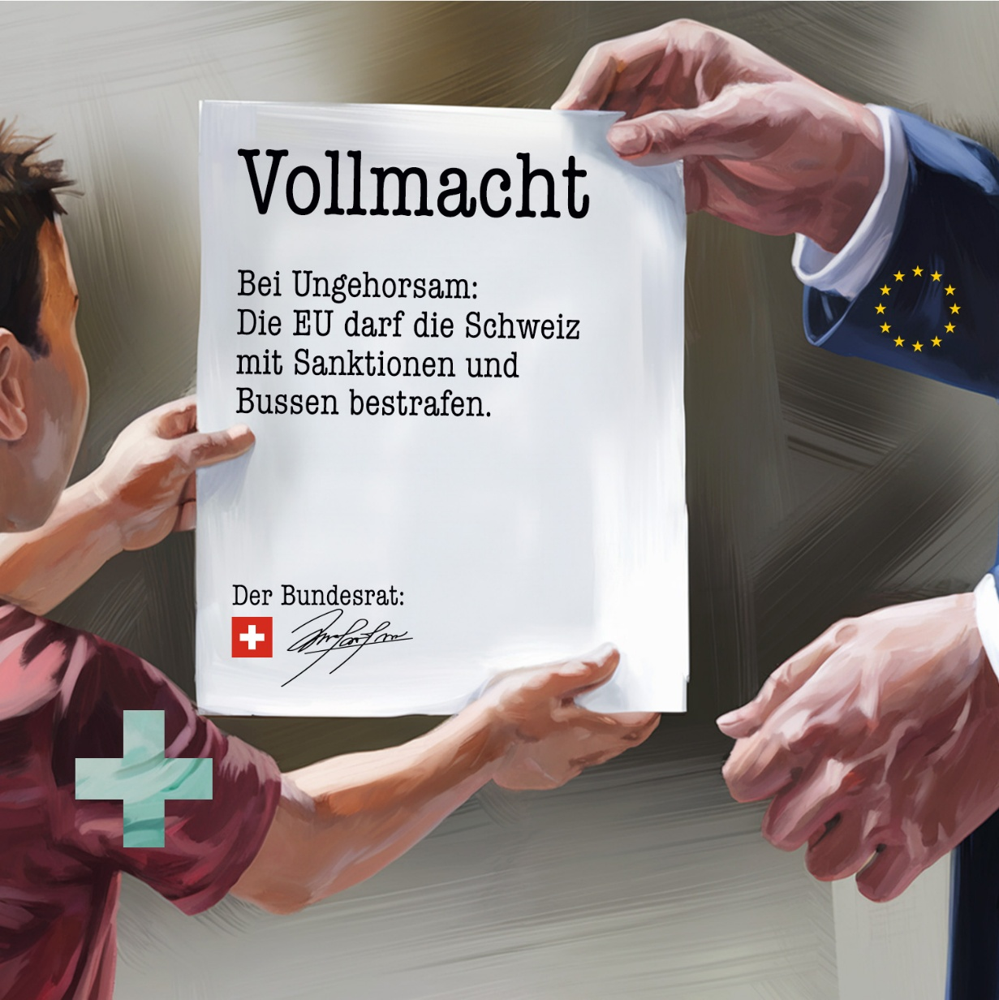 Vollmacht
Bei Ungehorsam:
Die EU darf die Schweiz
mit Sanktionen und
Bussen bestrafen.
Der Bundesrat: